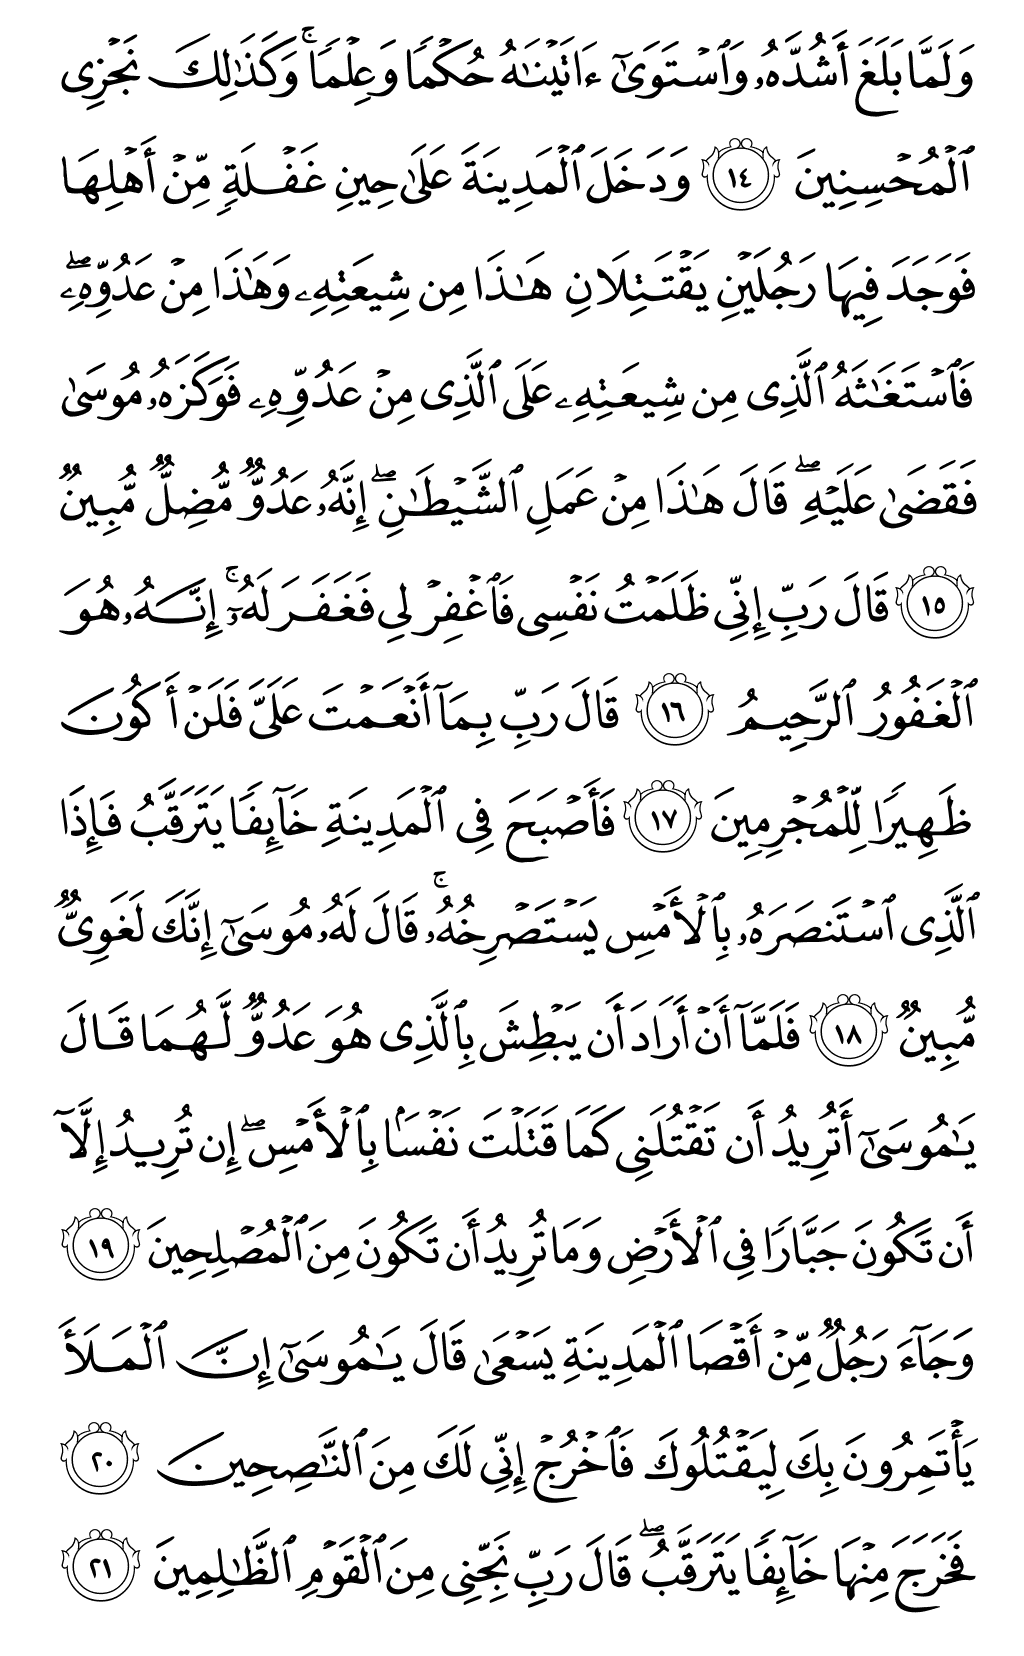 وَلَمَّا بَلَغَ أَشُدَّهُۥ وَٱسْتَوَىٰٓ ءَاتَيْنَٰهُ حُكْمًا وَعِلْمًا ۚ وَكَذَٰلِكَ نَجْزِى
ٱلْمُحْسِنِينَ ١٤ وَدَخَلَ ٱلْمَدِينَةَ عَلَىٰ حِينِ غَفْلَةٍ مِّنْ أَهْلِهَا
فَوَجَدَ فِيهَا رَجُلَيْنِ يَقْتَتِلَانِ هَٰذَا مِن شِيعَتِهِۦ وَهَٰذَا مِنْ عَدُوِّهِۦ ۖ
فَٱسْتَغَٰثَهُ ٱلَّذِى مِن شِيعَتِهِۦ عَلَى ٱلَّذِى مِنْ عَدُوِّهِۦ فَوَكَزَهُۥ مُوسَىٰ
فَقَضَىٰ عَلَيْهِ ۖ قَالَ هَٰذَا مِنْ عَمَلِ ٱلشَّيْطَٰنِ ۖ إِنَّهُۥ عَدُوٌّ مُّضِلٌّ مُّبِينٌ
١٥ قَالَ رَبِّ إِنِّى ظَلَمْتُ نَفْسِى فَٱغْفِرْ لِى فَغَفَرَ لَهُۥٓ ۚ إِنَّهُۥ هُوَ
ٱلْغَفُورُ ٱلرَّحِيمُ ١٦ قَالَ رَبِّ بِمَآ أَنْعَمْتَ عَلَىَّ فَلَنْ أَكُونَ
ظَهِيرًا لِّلْمُجْرِمِينَ ١٧ فَأَصْبَحَ فِى ٱلْمَدِينَةِ خَآئِفًا يَتَرَقَّبُ فَإِذَا
ٱلَّذِى ٱسْتَنصَرَهُۥ بِٱلْأَمْسِ يَسْتَصْرِخُهُۥ ۚ قَالَ لَهُۥ مُوسَىٰٓ إِنَّكَ لَغَوِىٌّ
مُّبِينٌ ١٨ فَلَمَّآ أَنْ أَرَادَ أَن يَبْطِشَ بِٱلَّذِى هُوَ عَدُوٌّ لَّهُمَا قَالَ
يَٰمُوسَىٰٓ أَتُرِيدُ أَن تَقْتُلَنِى كَمَا قَتَلْتَ نَفْسًۢا بِٱلْأَمْسِ ۖ إِن تُرِيدُ إِلَّآ
أَن تَكُونَ جَبَّارًا فِى ٱلْأَرْضِ وَمَا تُرِيدُ أَن تَكُونَ مِنَ ٱلْمُصْلِحِينَ ١٩
وَجَآءَ رَجُلٌ مِّنْ أَقْصَا ٱلْمَدِينَةِ يَسْعَىٰ قَالَ يَٰمُوسَىٰٓ إِنَّ ٱلْمَلَأَ
يَأْتَمِرُونَ بِكَ لِيَقْتُلُوكَ فَٱخْرُجْ إِنِّى لَكَ مِنَ ٱلنَّٰصِحِينَ ٢٠
فَخَرَجَ مِنْهَا خَآئِفًا يَتَرَقَّبُ ۖ قَالَ رَبِّ نَجِّنِى مِنَ ٱلْقَوْمِ ٱلظَّٰلِمِينَ ٢١